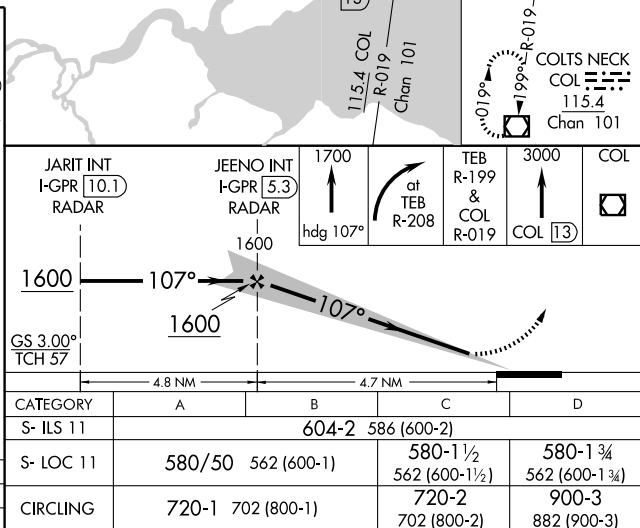 13
115.4 COL
R-019
Chan 101
R-019
199°
019°
COLTS NECK
COL
115.4
Chan 101
JARIT INT
I-GPR 10.1
RADAR
JEENO INT
I-GPR 5.3
RADAR
1700
hdg 107°
at
TEB
R-208
TEB
R-199
&
COL
R-019
3000
COL 13
COL
1600
1600
107°
1600
107°
GS 3.00°
TCH 57
4.8 NM
4.7 NM
CATEGORY A B C D
S- ILS 11 604-2 586 (600-2)
S- LOC 11 580/50 562 (600-1) 580-1½ 562 (600-1½) 580-1¾ 562 (600-1¾)
CIRCLING 720-1 702 (800-1) 720-2 702 (800-2) 900-3 882 (900-3)